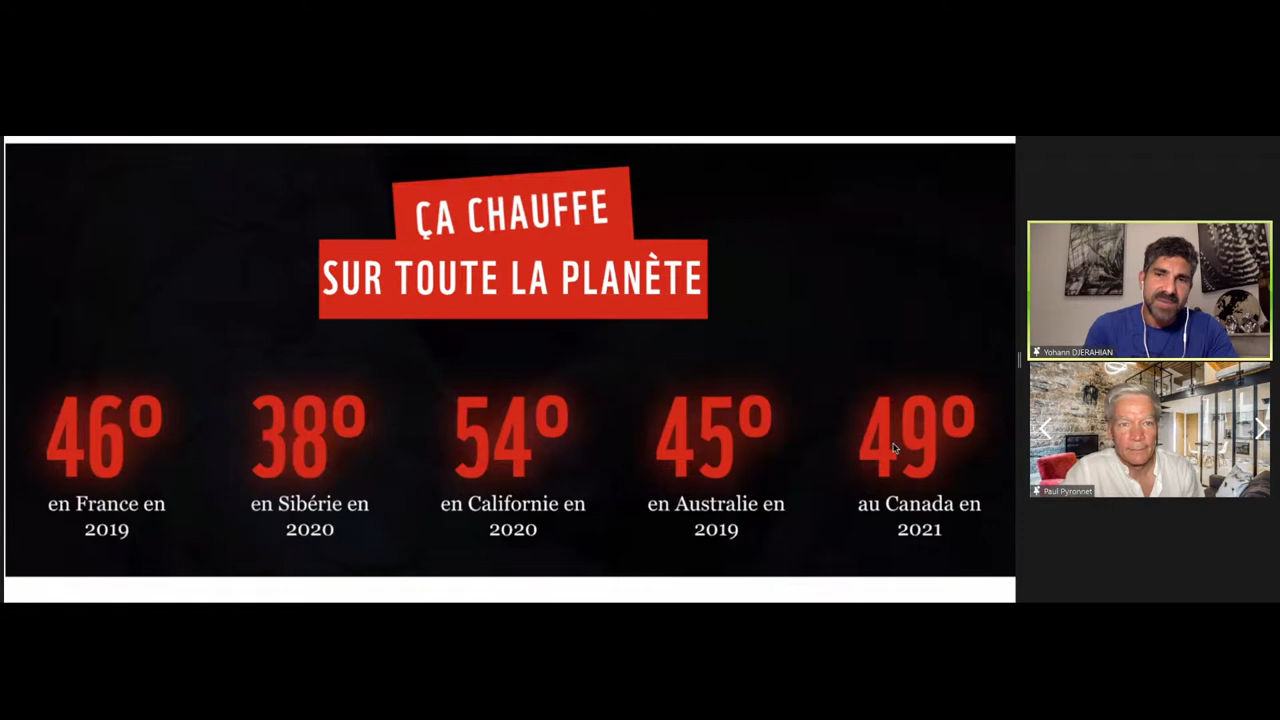 ÇA CHAUFFE
SUR TOUTE LA PLANÈTE
46°
en France en
2019
38°
en Sibérie en
2020
54°
en Californie en
2020
45°
en Australie en
2019
49°
au Canada en
2021
Yohann DJERAHIAN
Paul Pyronnet